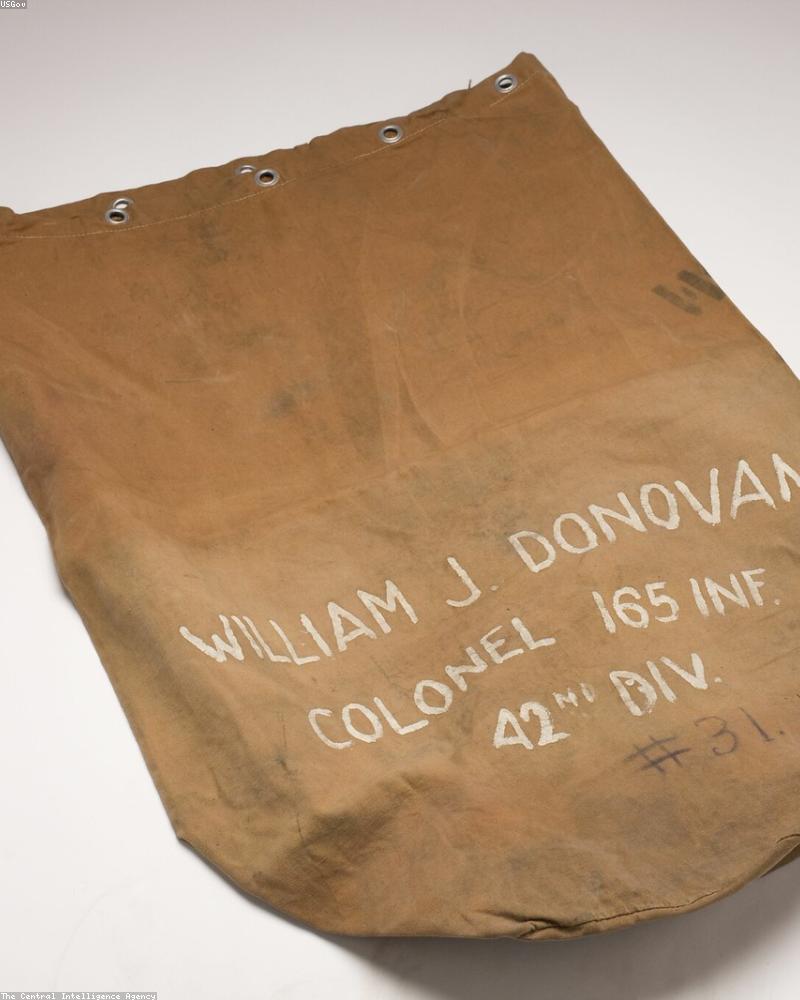 USGov
W
WILLIAM J. DONOVAN
COLONEL 165 INF.
42ND DIV.
#31.
The Central Intelligence Agency